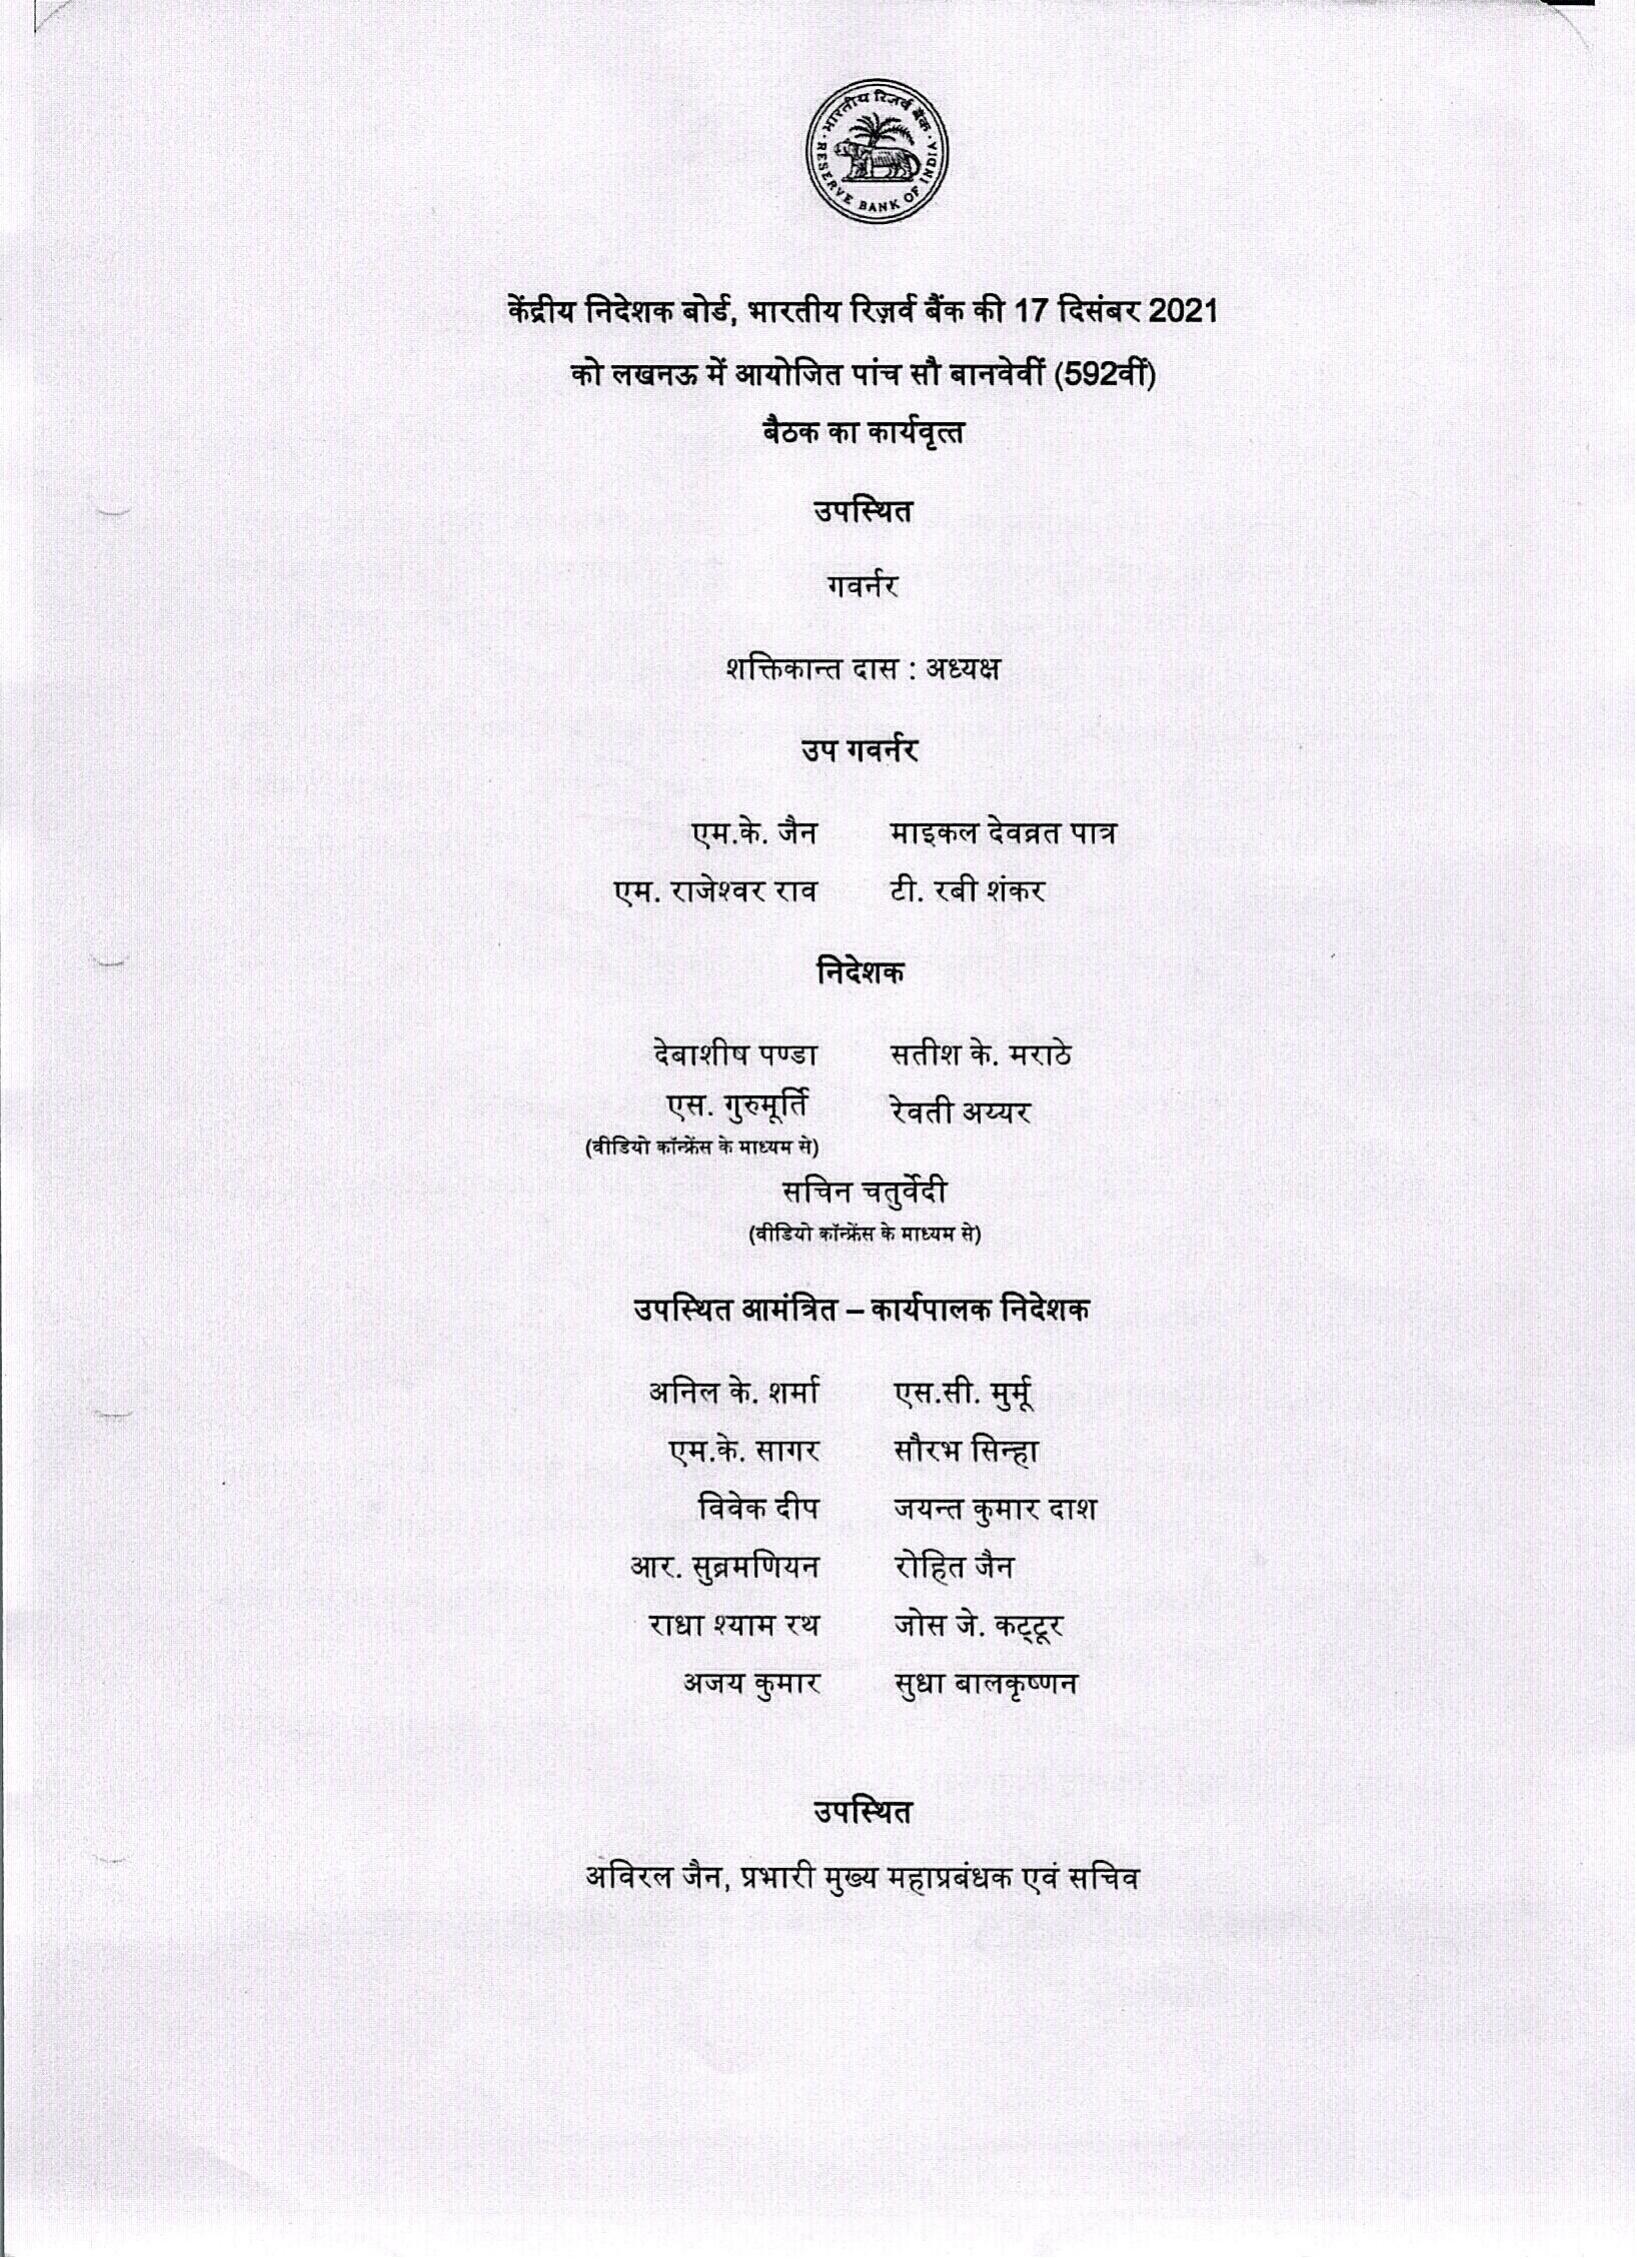 भारतीय रिज़र्व बैंक
RESERVE BANK OF INDIA
केंद्रीय निदेशक बोर्ड, भारतीय रिज़र्व बैंक की 17 दिसंबर 2021
को लखनऊ में आयोजित पांच सौ बानवेवीं (592वीं)
बैठक का कार्यवृत्त
उपस्थित
गवर्नर
शक्तिकान्त दास : अध्यक्ष
उप गवर्नर
एम.के. जैन माइकल देवव्रत पात्र
एम. राजेश्वर राव टी. रबी शंकर
निदेशक
देबाशीष पण्डा सतीश के. मराठे
एस. गुरुमूर्ति रेवती अय्यर
(वीडियो कॉन्फ्रेंस के माध्यम से)
सचिन चतुर्वेदी
(वीडियो कॉन्फ्रेंस के माध्यम से)
उपस्थित आमंत्रित – कार्यपालक निदेशक
अनिल के. शर्मा एस.सी. मुर्मू
एम.के. सागर सौरभ सिन्हा
विवेक दीप जयन्त कुमार दाश
आर. सुब्रमणियन रोहित जैन
राधा श्याम रथ जोस जे. कट्टूर
अजय कुमार सुधा बालकृष्णन
उपस्थित
अविरल जैन, प्रभारी मुख्य महाप्रबंधक एवं सचिव